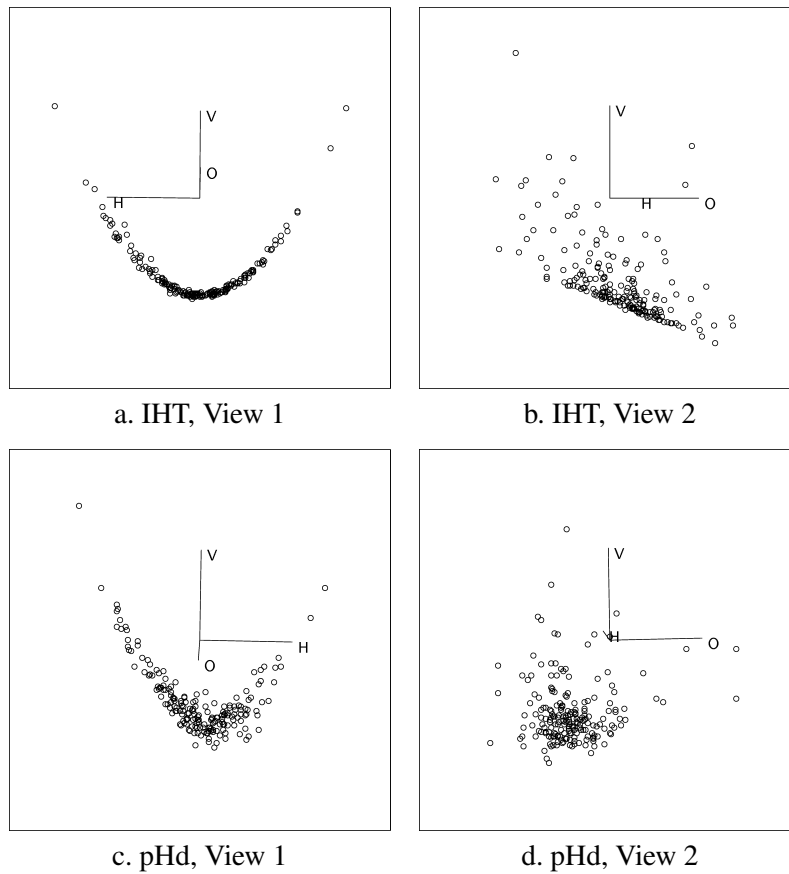 V
O
H
V
H O
a. IHT, View 1
b. IHT, View 2
V
H
O
V
H O
c. pHd, View 1
d. pHd, View 2